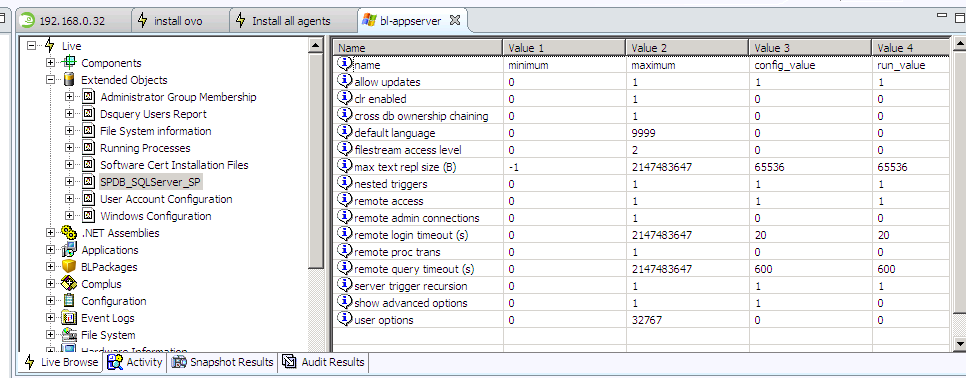 192.168.0.32 install ovo Install all agents bl-appserver
Live
Components
Extended Objects
Administrator Group Membership
Dsquery Users Report
File System information
Running Processes
Software Cert Installation Files
SPDB_SQLServer_SP
User Account Configuration
Windows Configuration
.NET Assemblies
Applications
BLPackages
Complus
Configuration
Event Logs
File System
Hardware Information
Name Value 1 Value 2 Value 3 Value 4
name minimum maximum config_value run_value
allow updates 0 1 1 1
clr enabled 0 1 0 0
cross db ownership chaining 0 1 0 0
default language 0 9999 0 0
filestream access level 0 2 0 0
max text repl size (B) -1 2147483647 65536 65536
nested triggers 0 1 1 1
remote access 0 1 1 1
remote admin connections 0 1 0 0
remote login timeout (s) 0 2147483647 20 20
remote proc trans 0 1 0 0
remote query timeout (s) 0 2147483647 600 600
server trigger recursion 0 1 1 1
show advanced options 0 1 1 0
user options 0 32767 0 0
Live Browse Activity Snapshot Results Audit Results